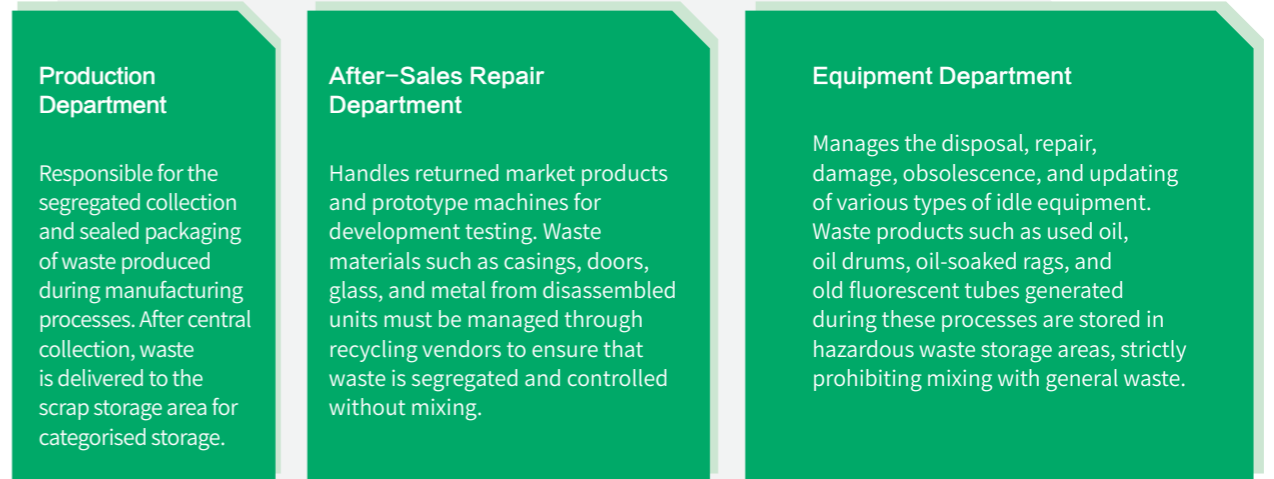 Production
Department
Responsible for the
segregated collection
and sealed packaging
of waste produced
during manufacturing
processes. After central
collection, waste
is delivered to the
scrap storage area for
categorised storage.
After-Sales Repair
Department
Handles returned market products
and prototype machines for
development testing. Waste
materials such as casings, doors,
glass, and metal from disassembled
units must be managed through
recycling vendors to ensure that
waste is segregated and controlled
without mixing.
Equipment Department
Manages the disposal, repair,
damage, obsolescence, and updating
of various types of idle equipment.
Waste products such as used oil,
oil drums, oil-soaked rags, and
old fluorescent tubes generated
during these processes are stored in
hazardous waste storage areas, strictly
prohibiting mixing with general waste.